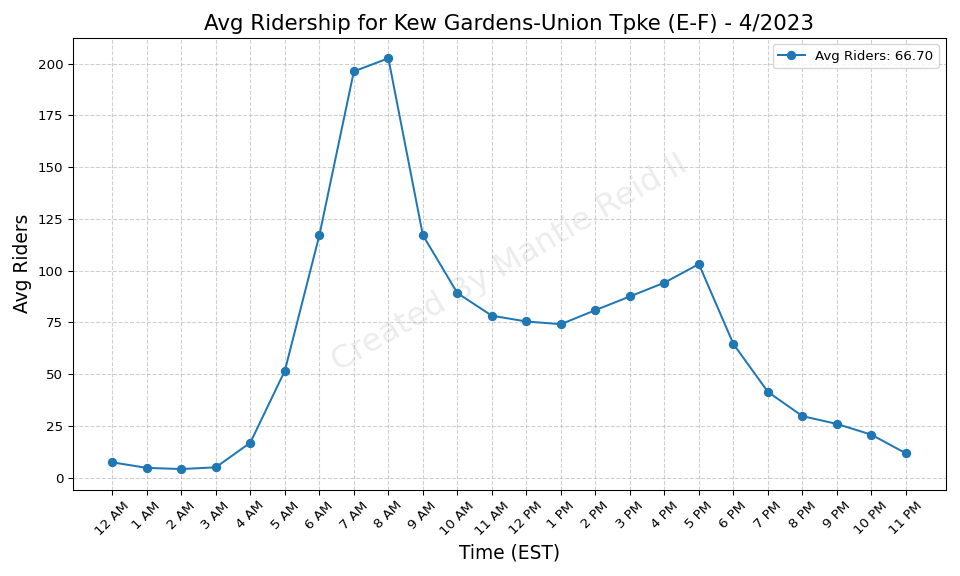 Avg Ridership for Kew Gardens-Union Tpke (E-F) - 4/2023
Avg Riders: 66.70
200
175
150
125
100
75
50
25
0
Avg Riders
Created By Mantle Reid II
12 AM
1 AM
2 AM
3 AM
4 AM
5 AM
6 AM
7 AM
8 AM
9 AM
10 AM
11 AM
12 PM
1 PM
2 PM
3 PM
4 PM
5 PM
6 PM
7 PM
8 PM
9 PM
10 PM
11 PM
Time (EST)